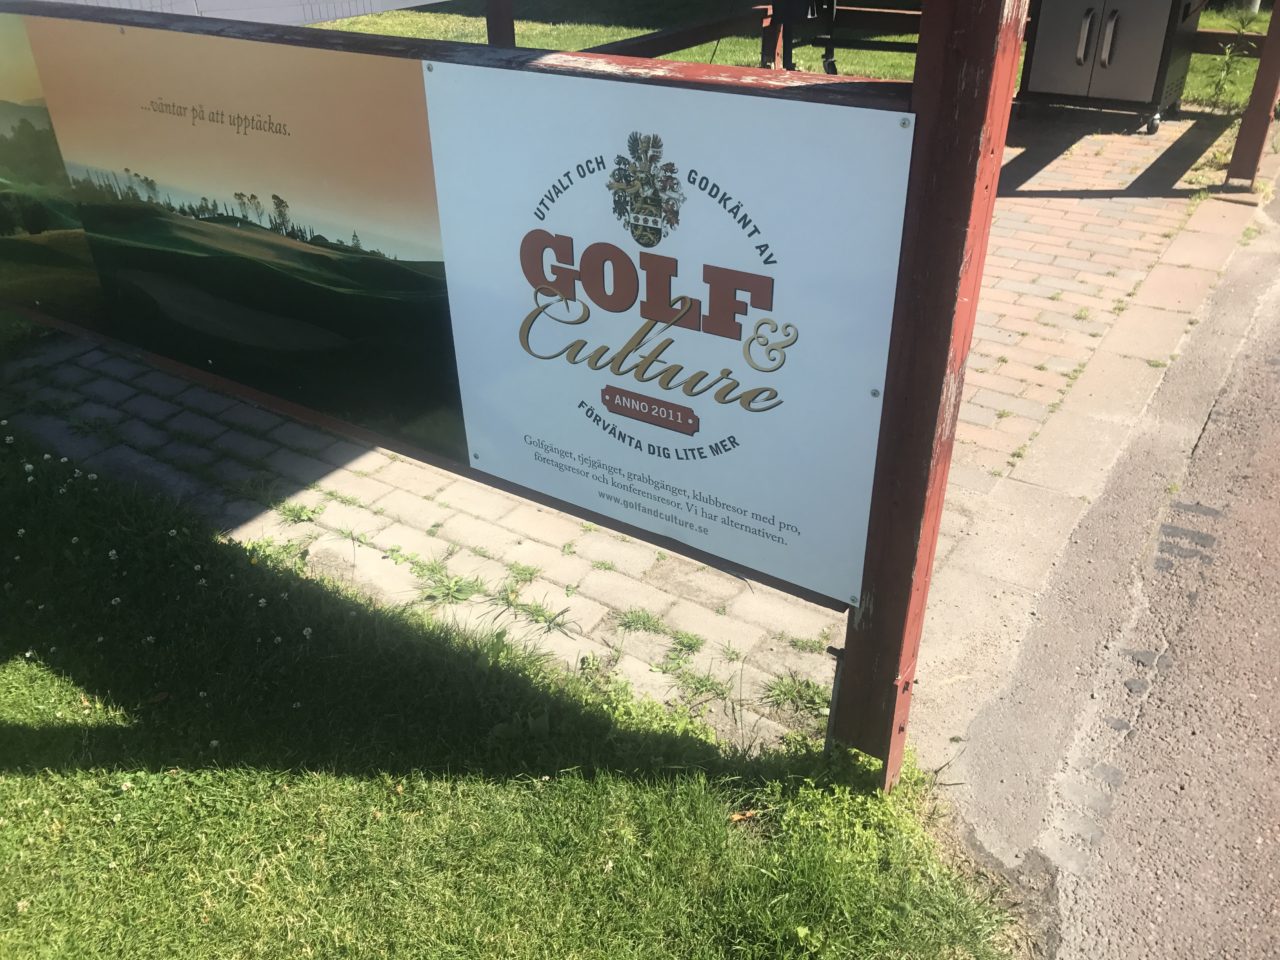 ...väntar på att upptäckas.
UTVALT OCH GODKÄNT AV
GOLF
& Culture
ANNO 2011
FÖRVÄNTA DIG LITE MER
Golfgänget, tjejgänget, grabbgänget, klubbresor med pro,
företagsresor och konferensresor. Vi har alternativen.
www.golfandculture.se